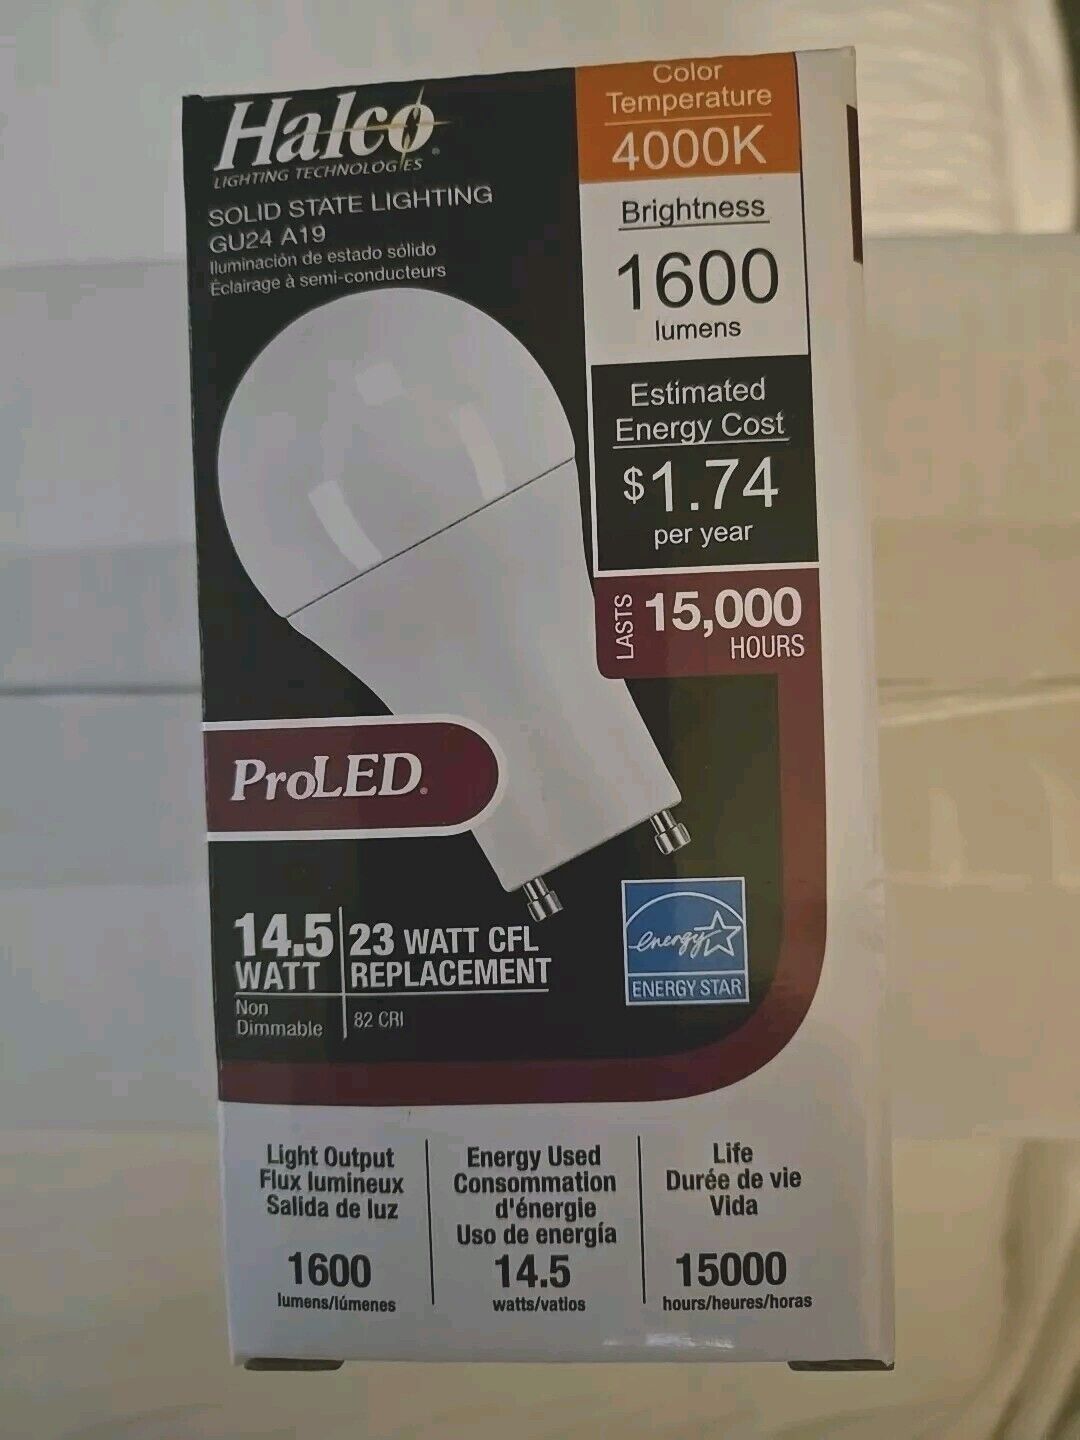 Halco
LIGHTING TECHNOLOGIES
SOLID STATE LIGHTING
GU24 A19
Iluminación de estado sólido
Éclairage à semi-conducteurs
Color
Temperature
4000K
Brightness
1600
lumens
Estimated
Energy Cost
$1.74
per year
LASTS
15,000
HOURS
ProLED®
14.5
WATT
Non
Dimmable
23 WATT CFL
REPLACEMENT
82 CRI
energy
ENERGY STAR
Light Output
Flux lumineux
Salida de luz
1600
lumens/lúmenes
Energy Used
Consommation
d'énergie
Uso de energía
14.5
watts/vatios
Life
Durée de vie
Vida
15000
hours/heures/horas